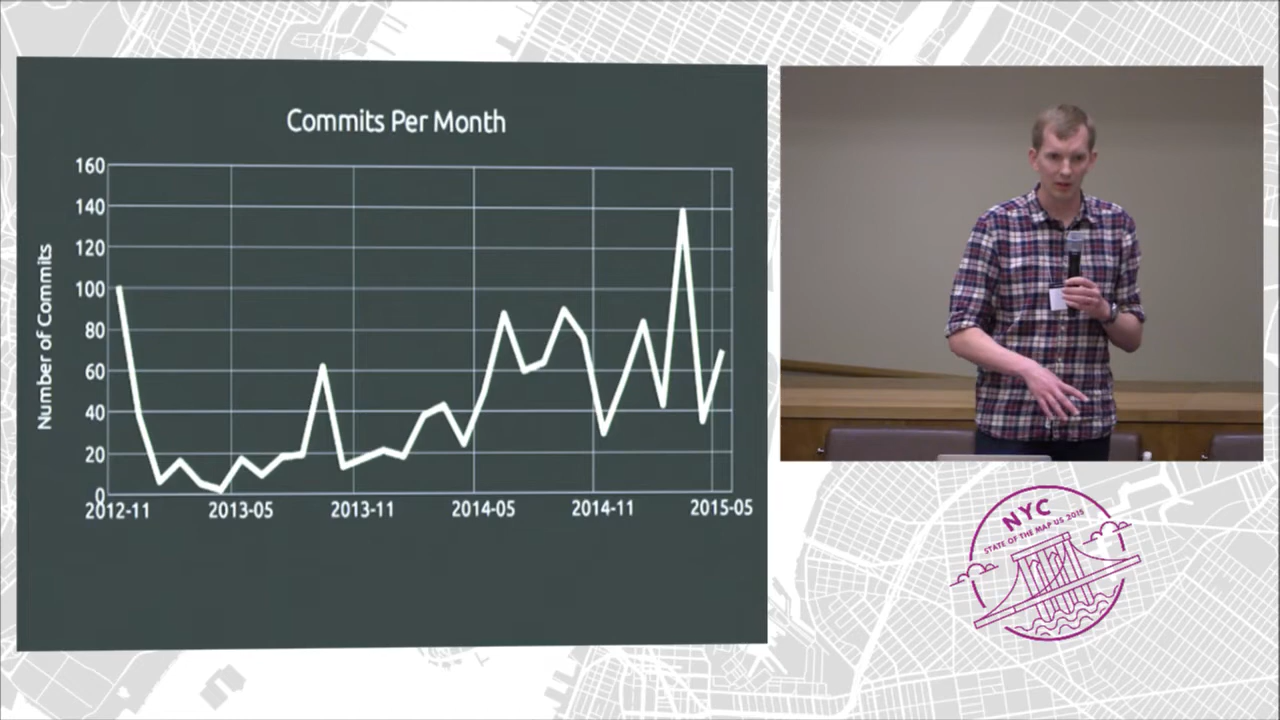 Commits Per Month
Number of Commits
160
140
120
100
80
60
40
20
0
2012-11 2013-05 2013-11 2014-05 2014-11 2015-05
NYC
STATE OF THE MAP US 2015